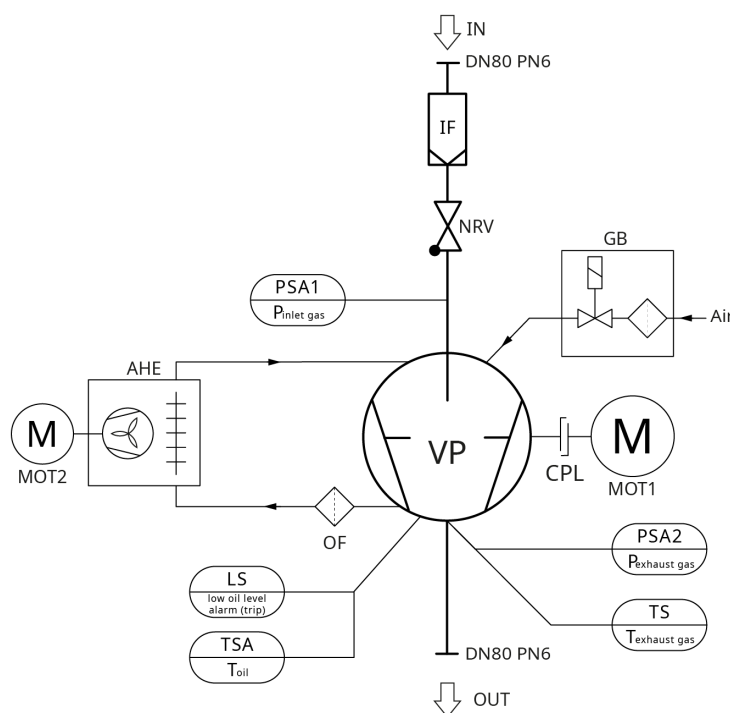 IN
DN80 PN6
IF
NRV
GB
PSA1
Pinlet gas
Air
AHE
M
MOT2
VP
M
CPL
MOT1
OF
PSA2
Pexhaust gas
LS
low oil level
alarm (trip)
TS
Texhaust gas
TSA
Toil
DN80 PN6
OUT